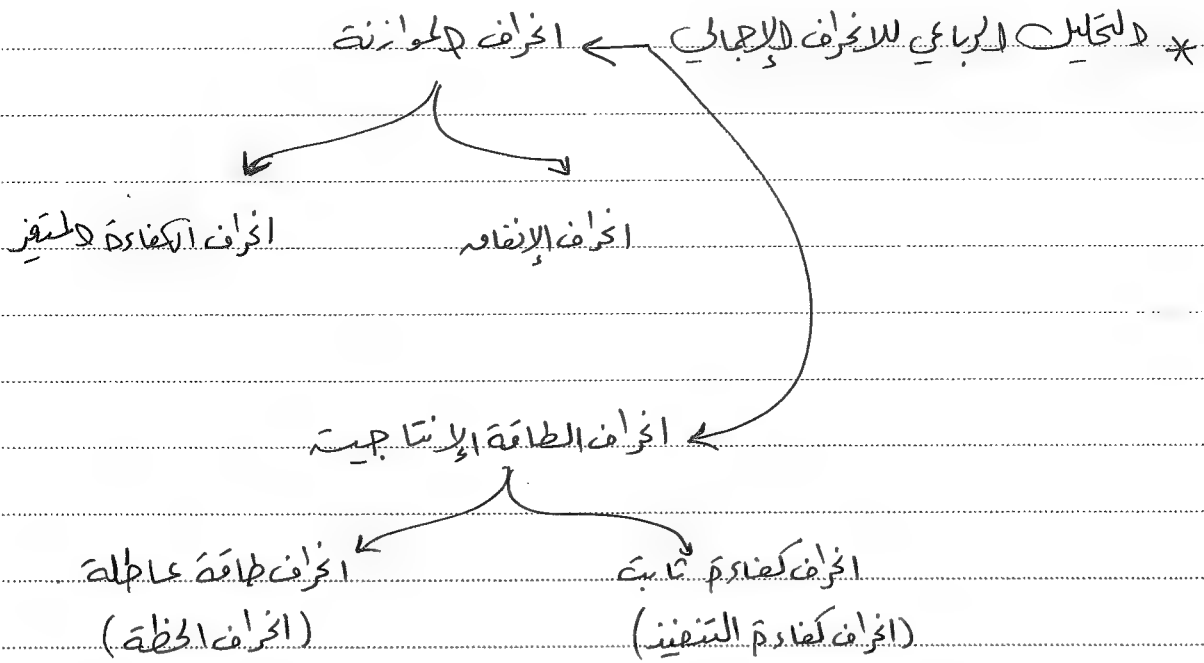 * التحليل الرباعي للانحراف الإجمالي ← انحراف الموازنة
انحراف الإنفاق انحراف الكفاءة المتغير
انحراف الطاقة الإنتاجية
انحراف كفاءة ثابت انحراف طاقة عاطلة
(انحراف كفاءة التنفيذ) (انحراف الخطة)